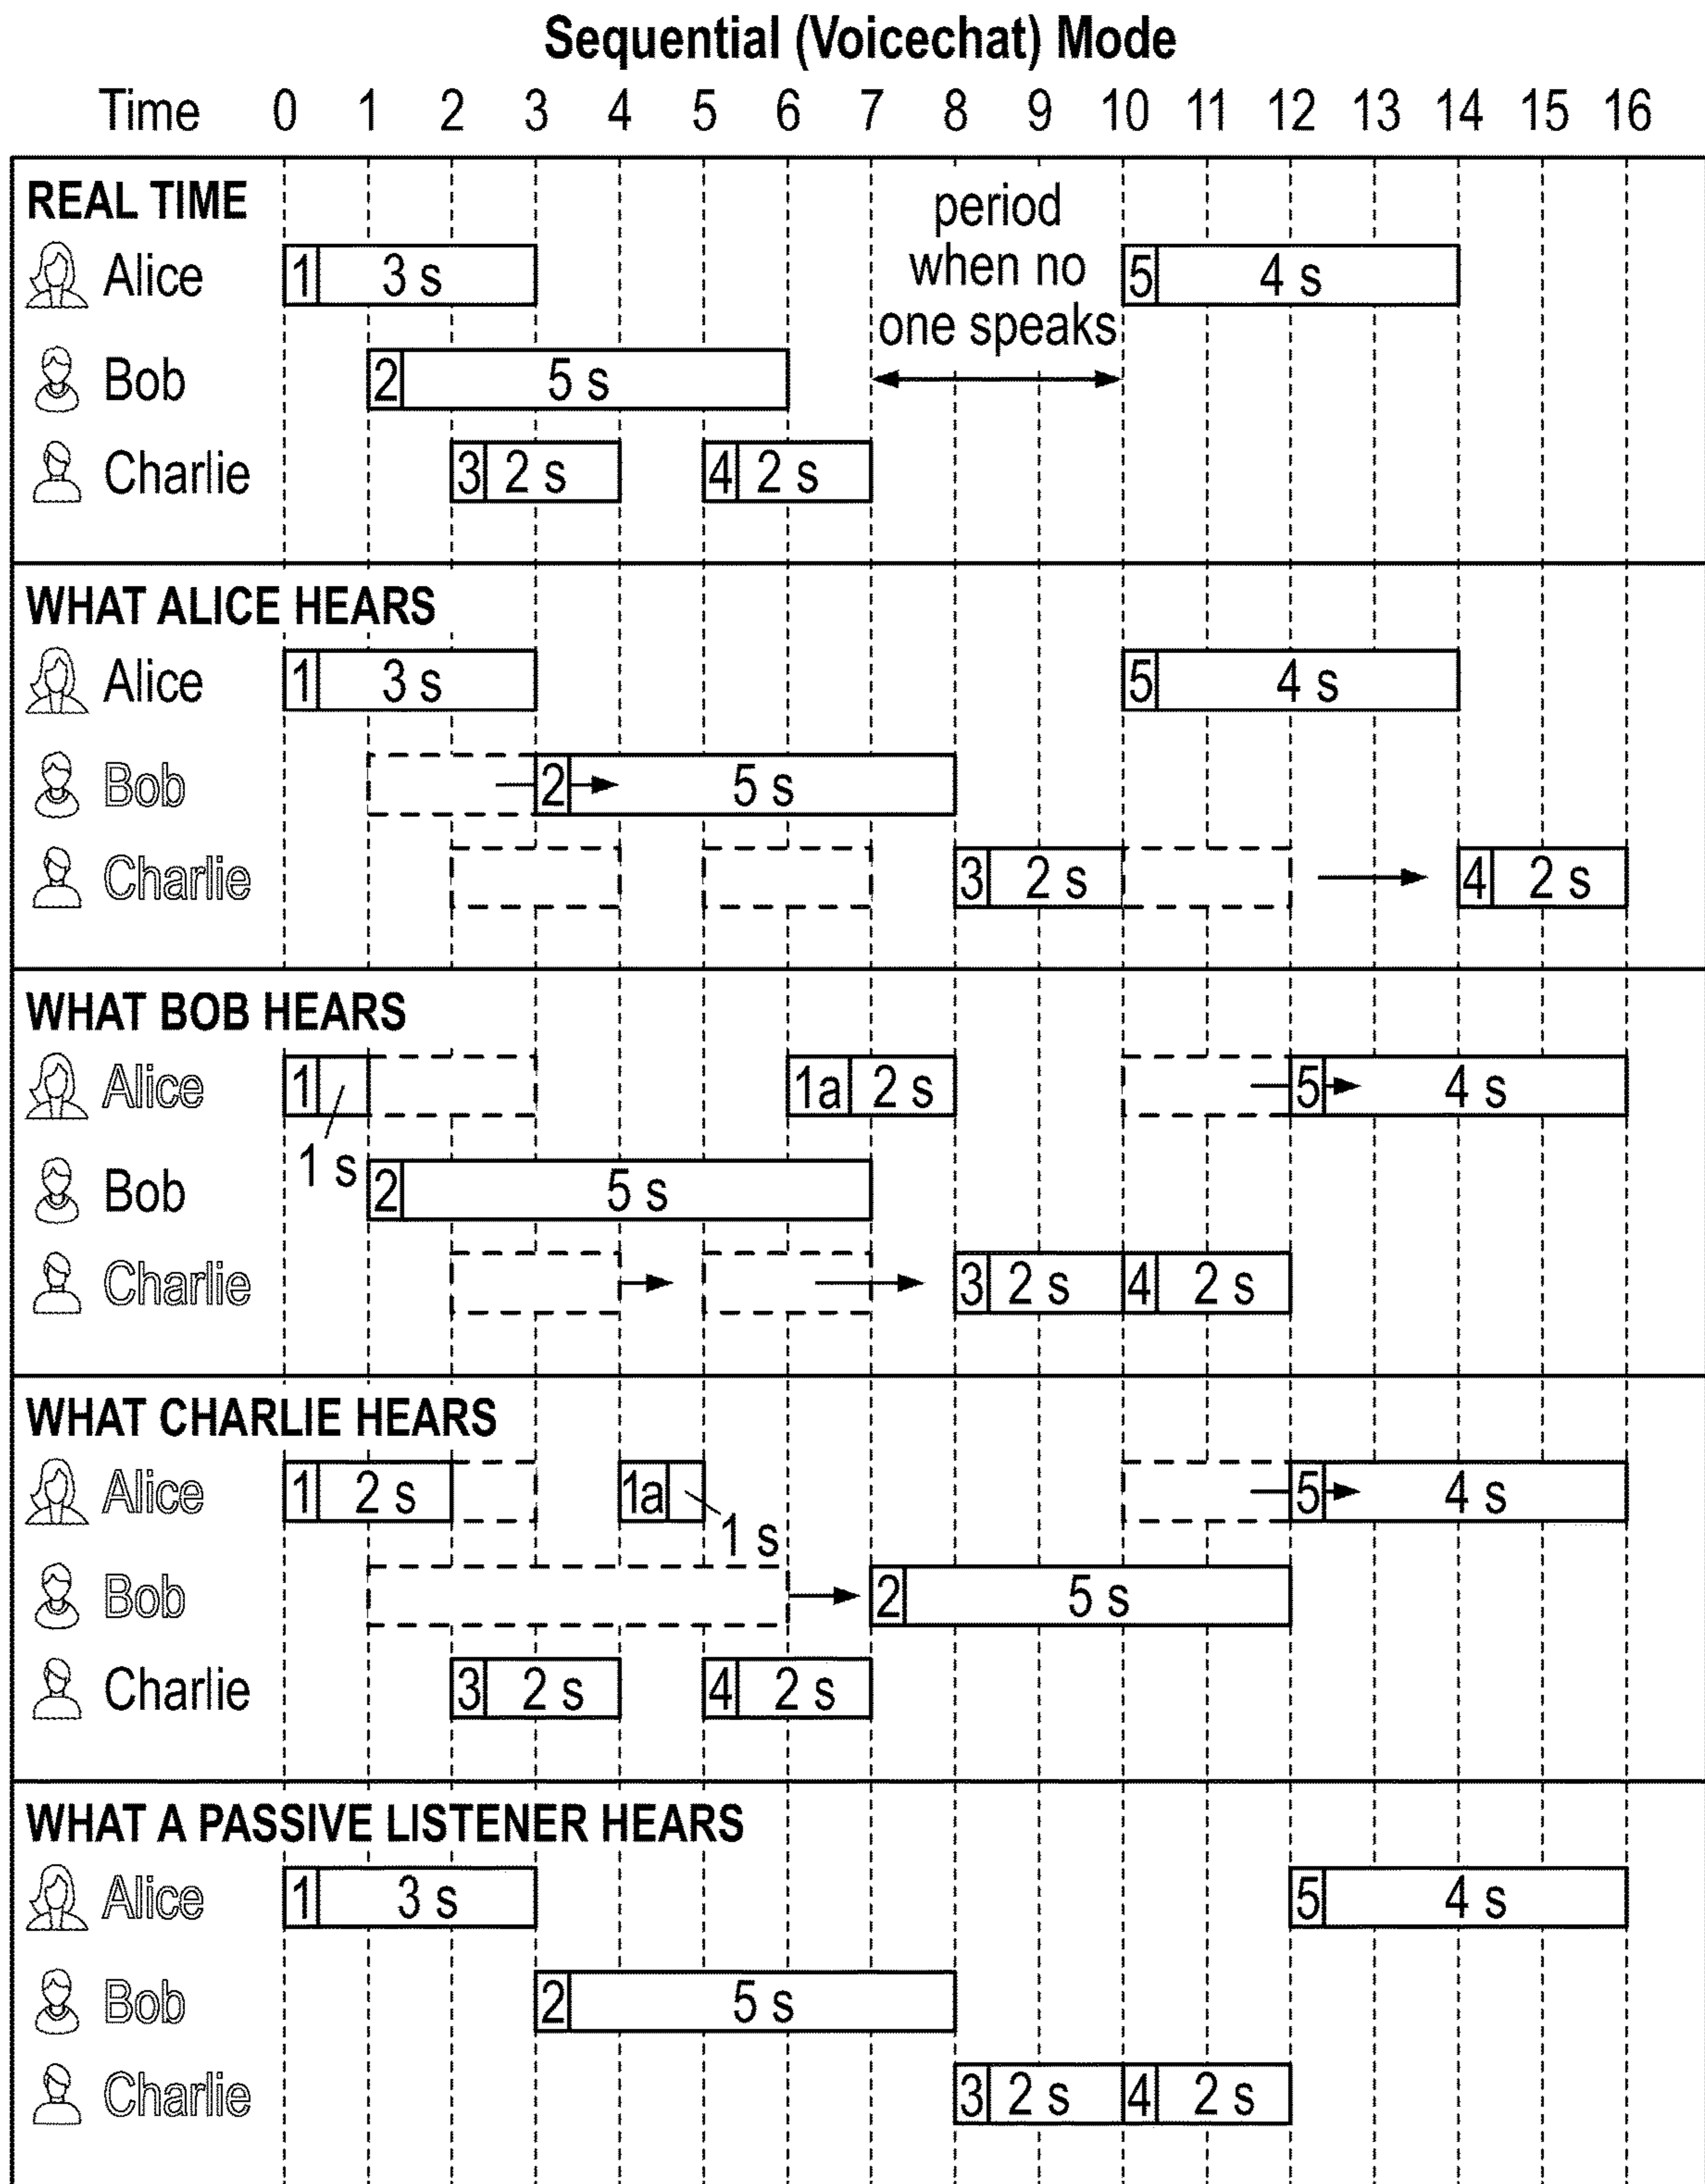 Sequential (Voicechat) Mode
Time 0 1 2 3 4 5 6 7 8 9 10 11 12 13 14 15 16
REAL TIME
period
when no
one speaks
Alice 1 3 s 5 4 s
Bob 2 5 s
Charlie 3 2 s 4 2 s
WHAT ALICE HEARS
Alice 1 3 s 5 4 s
Bob 2 5 s
Charlie 3 2 s 4 2 s
WHAT BOB HEARS
Alice 1 1a 2 s 5 4 s
1 s
Bob 2 5 s
Charlie 3 2 s 4 2 s
WHAT CHARLIE HEARS
Alice 1 2 s 1a 5 4 s
1 s
Bob 2 5 s
Charlie 3 2 s 4 2 s
WHAT A PASSIVE LISTENER HEARS
Alice 1 3 s 5 4 s
Bob 2 5 s
Charlie 3 2 s 4 2 s